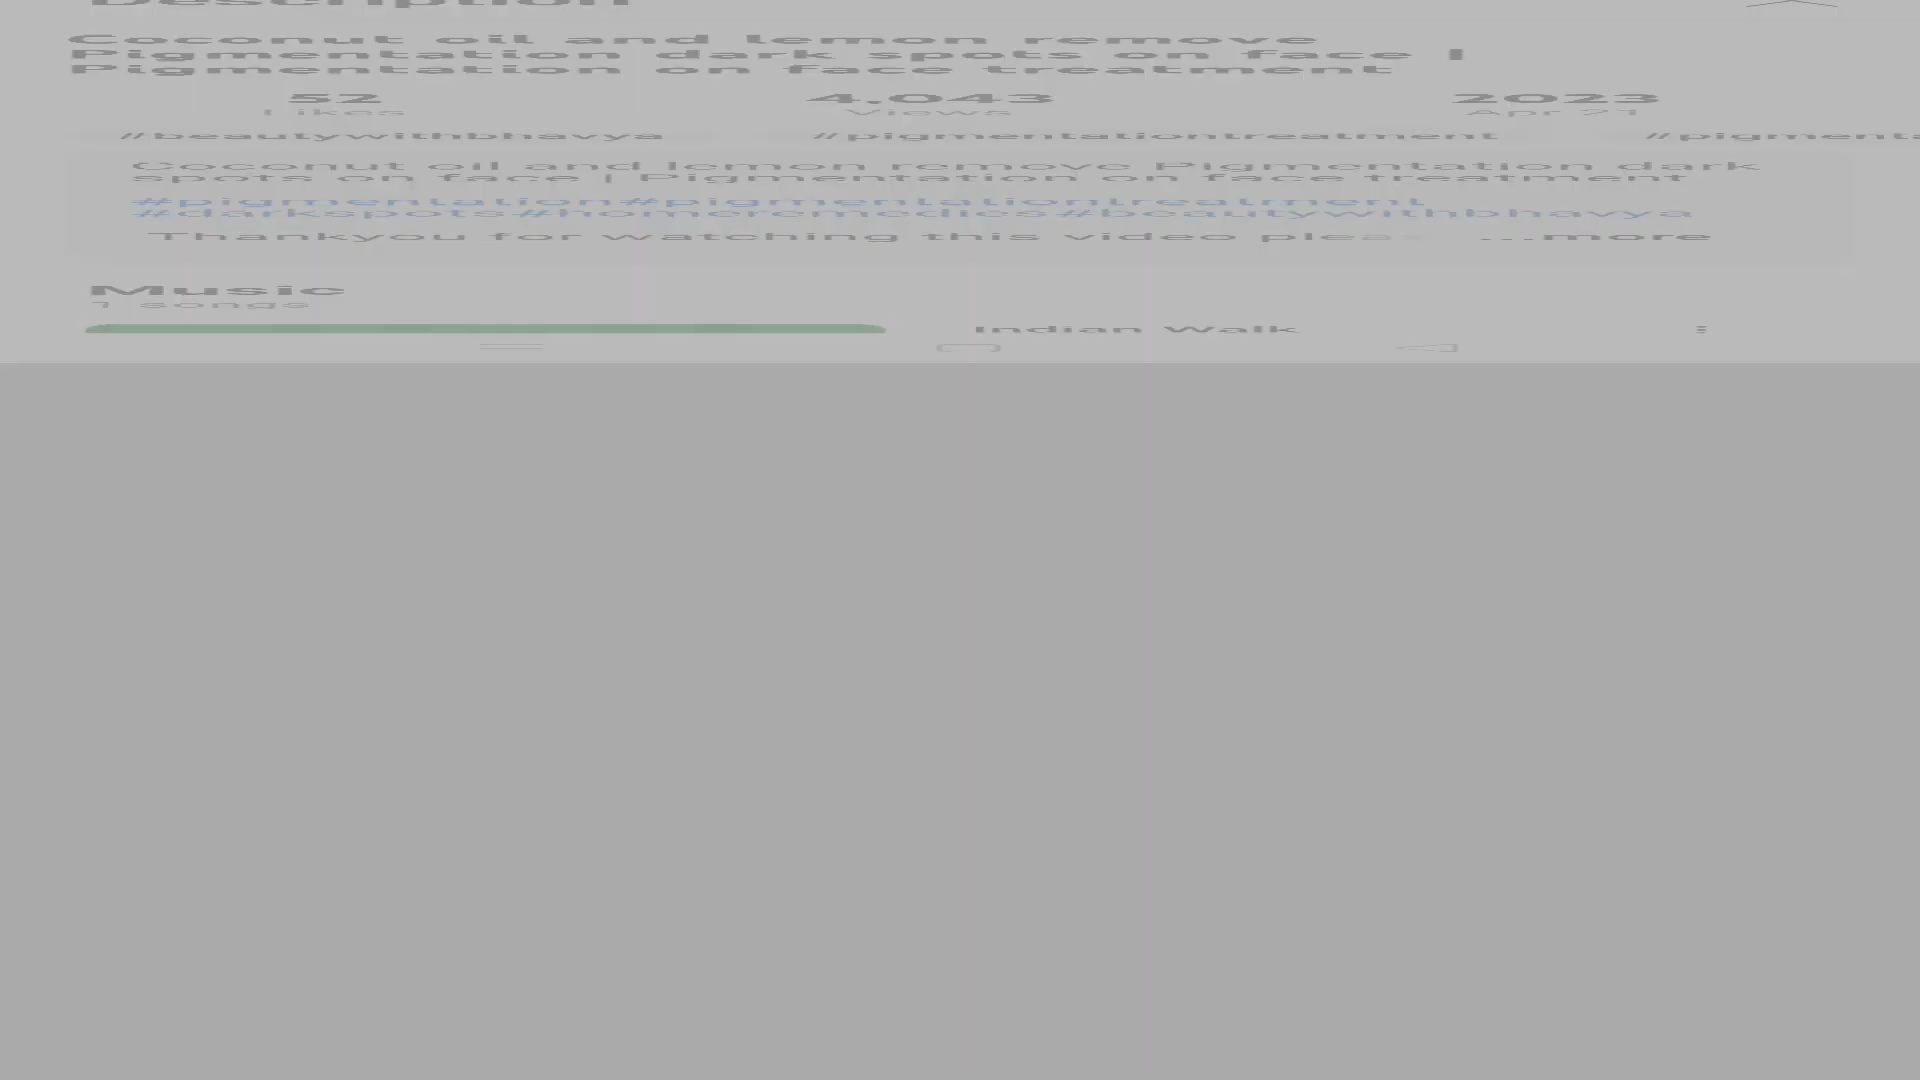 Description
Coconut oil and lemon remove
Pigmentation dark spots on face |
Pigmentation on face treatment
52 4,043 2023
Likes Views Apr 21
#beautywithbhavya #pigmentationtreatment
Coconut oil and lemon remove Pigmentation dark
spots on face | Pigmentation on face treatment
#pigmentation#pigmentationtreatment
#darkspots#homeremedies#beautywithbhavya
Thankyou for watching this video pleas ...more
Music
1 songs
Indian Walk